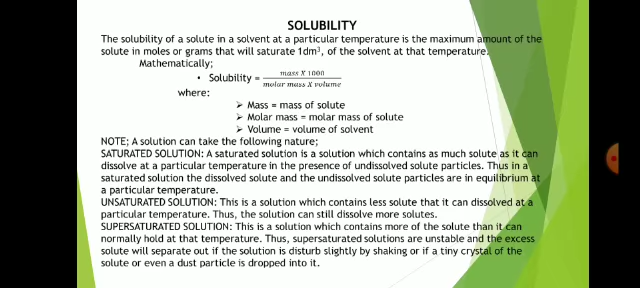 SOLUBILITY
The solubility of a solute in a solvent at a particular temperature is the maximum amount of the
solute in moles or grams that will saturate 1dm³, of the solvent at that temperature.
Mathematically;
• Solubility = mass X 1000 / molar mass X volume
where:
➢ Mass = mass of solute
➢ Molar mass = molar mass of solute
➢ Volume = volume of solvent
NOTE; A solution can take the following nature;
SATURATED SOLUTION: A saturated solution is a solution which contains as much solute as it can
dissolve at a particular temperature in the presence of undissolved solute particles. Thus in a
saturated solution the dissolved solute and the undissolved solute particles are in equilibrium at
a particular temperature.
UNSATURATED SOLUTION: This is a solution which contains less solute that it can dissolved at a
particular temperature. Thus, the solution can still dissolve more solutes.
SUPERSATURATED SOLUTION: This is a solution which contains more of the solute than it can
normally hold at that temperature. Thus, supersaturated solutions are unstable and the excess
solute will separate out if the solution is disturb slightly by shaking or if a tiny crystal of the
solute or even a dust particle is dropped into it.